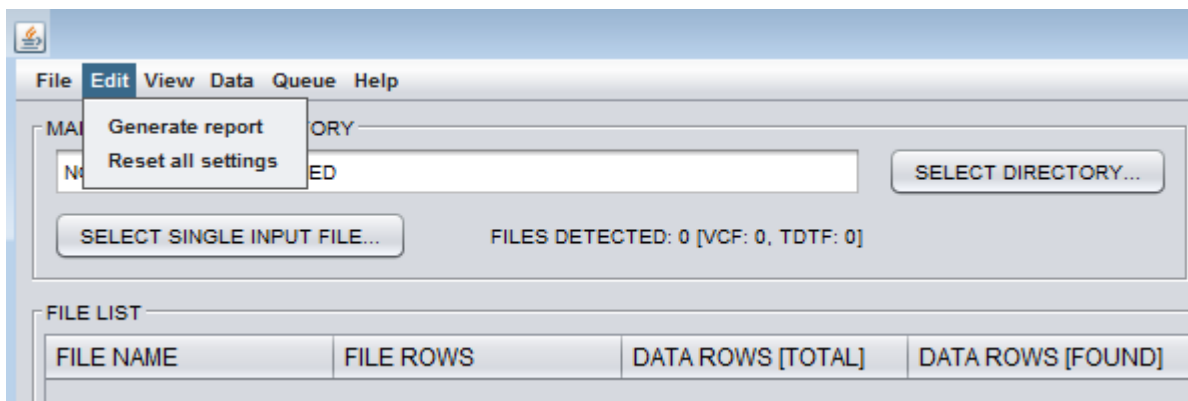 File Edit View Data Queue Help
Generate report
Reset all settings
ED
SELECT DIRECTORY...
SELECT SINGLE INPUT FILE...
FILES DETECTED: 0 [VCF: 0, TDTF: 0]
FILE LIST
FILE NAME FILE ROWS DATA ROWS [TOTAL] DATA ROWS [FOUND]